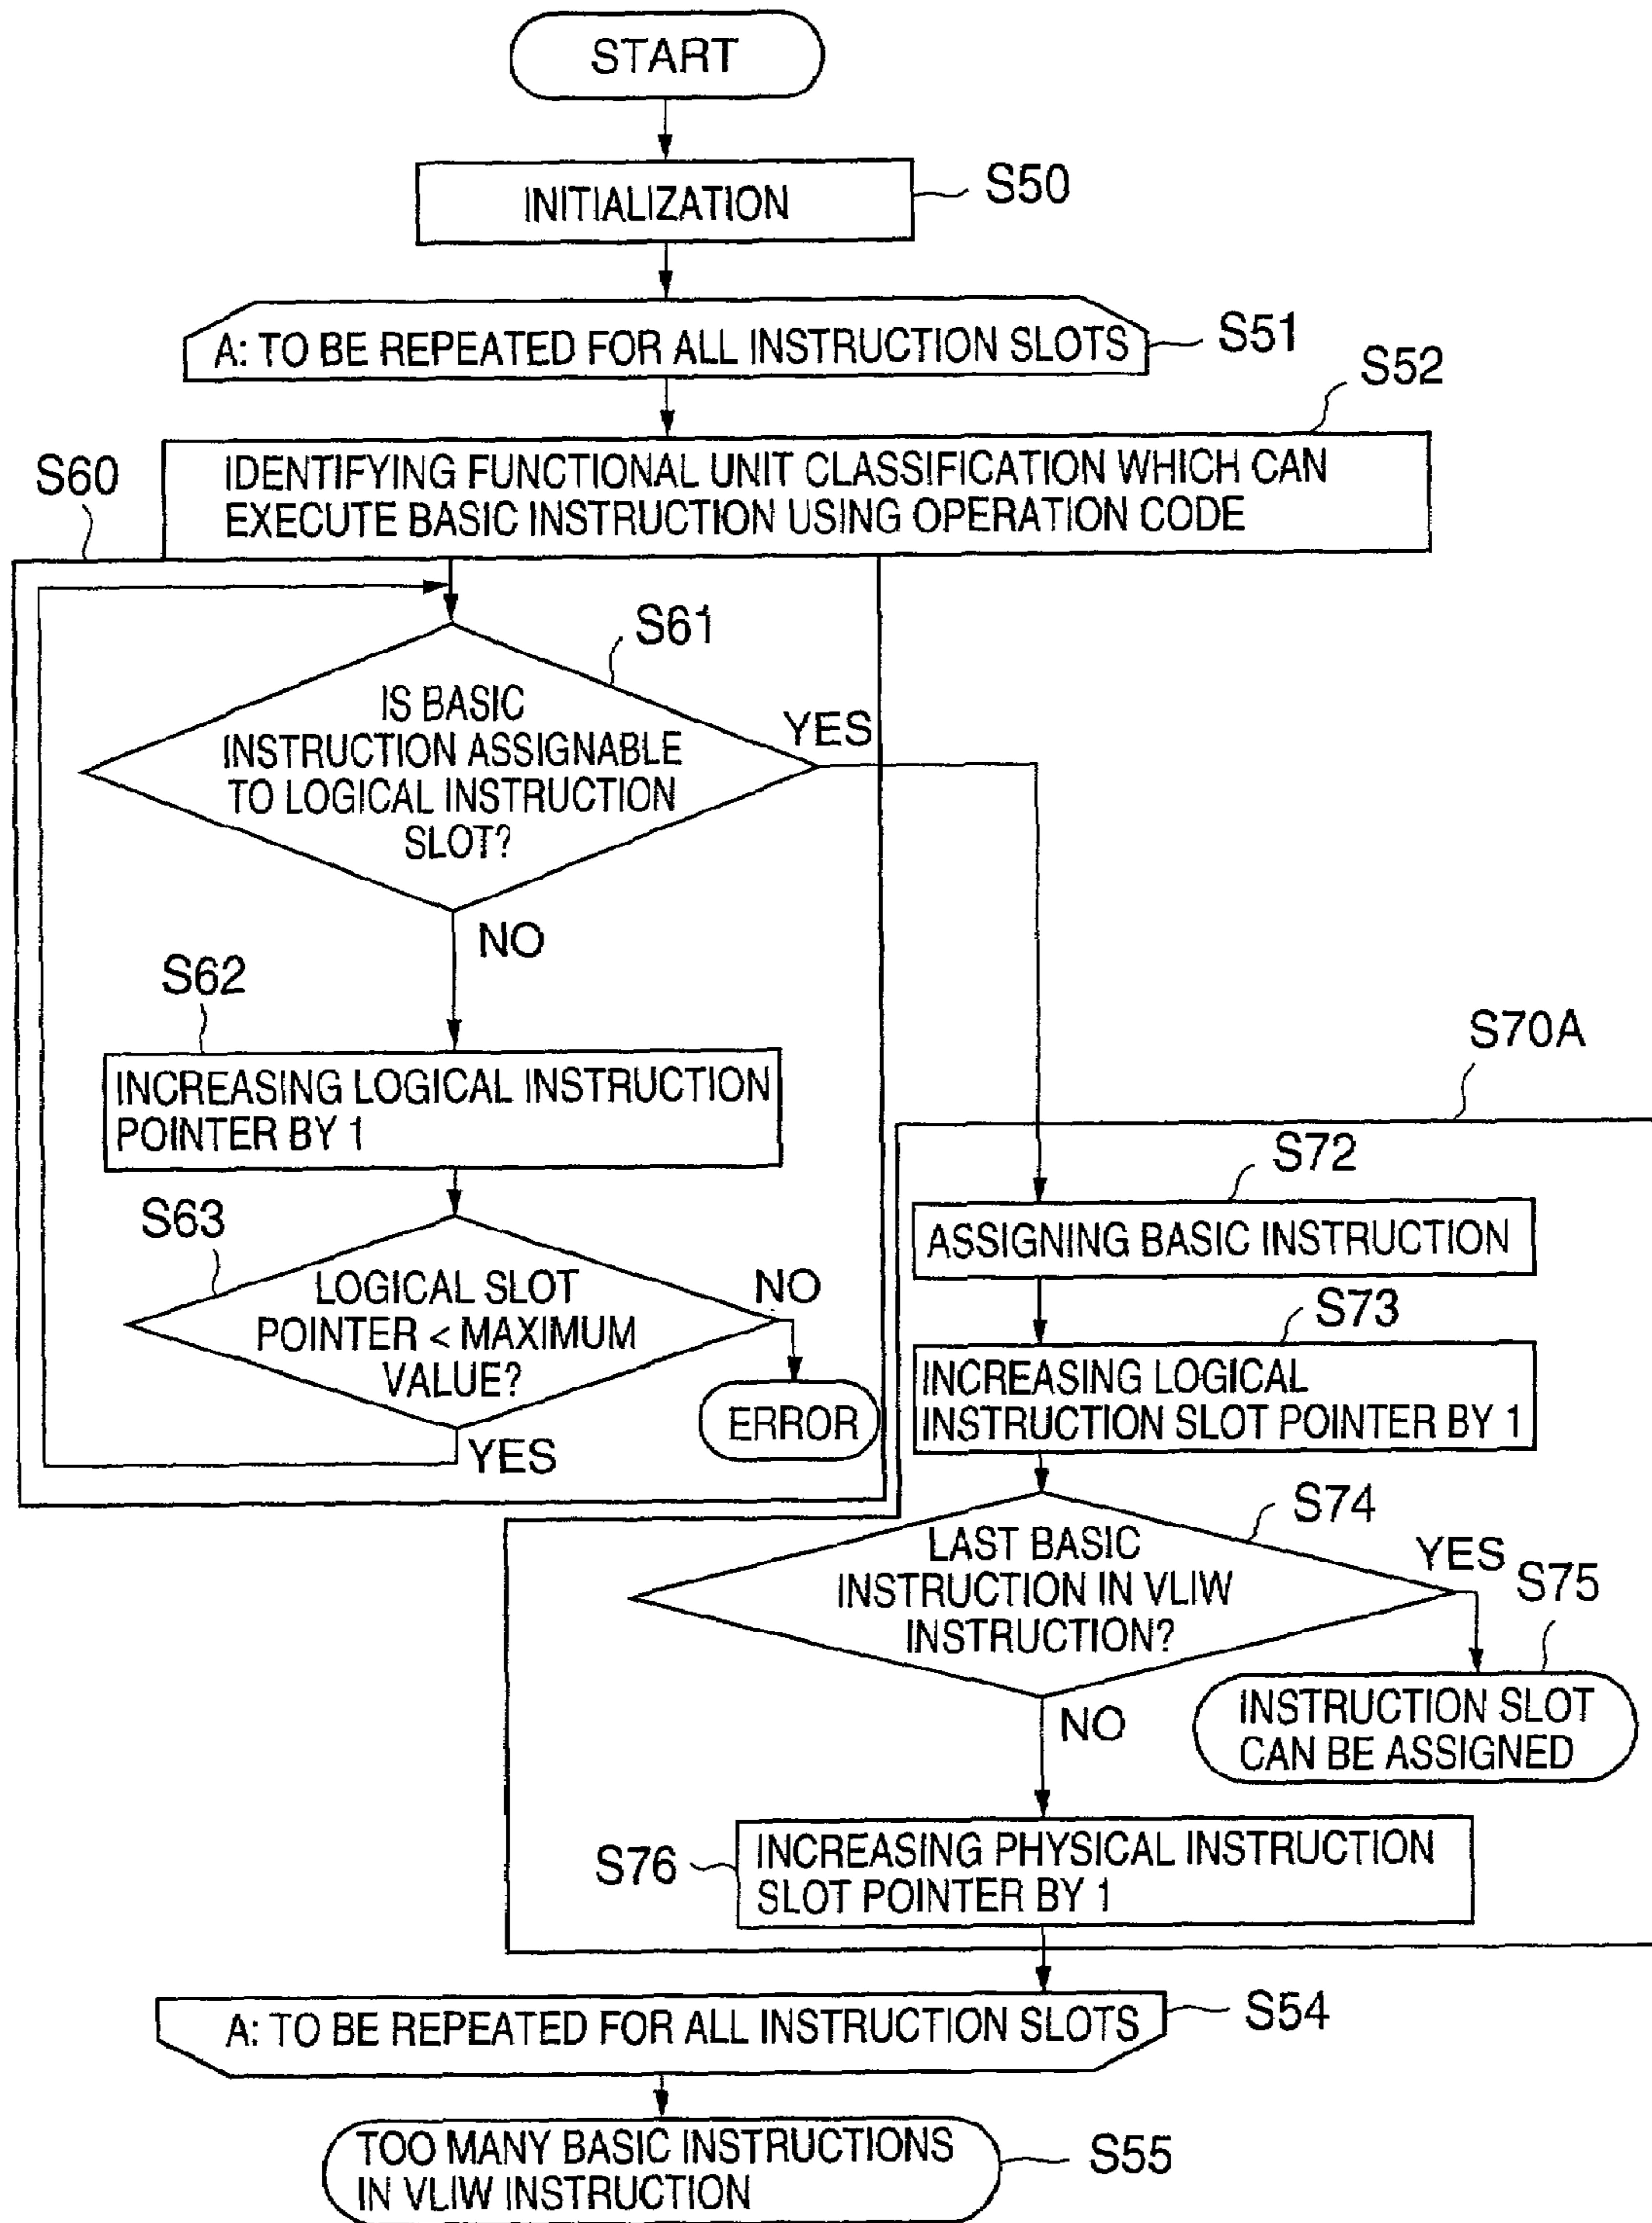 START
INITIALIZATION
S50
A: TO BE REPEATED FOR ALL INSTRUCTION SLOTS
S51
S52
IDENTIFYING FUNCTIONAL UNIT CLASSIFICATION WHICH CAN
EXECUTE BASIC INSTRUCTION USING OPERATION CODE
S60
S61
IS BASIC
INSTRUCTION ASSIGNABLE
TO LOGICAL INSTRUCTION
SLOT?
YES
NO
S62
INCREASING LOGICAL INSTRUCTION
POINTER BY 1
S63
LOGICAL SLOT
POINTER < MAXIMUM
VALUE?
NO
ERROR
YES
S70A
S72
ASSIGNING BASIC INSTRUCTION
S73
INCREASING LOGICAL
INSTRUCTION SLOT POINTER BY 1
S74
LAST BASIC
INSTRUCTION IN VLIW
INSTRUCTION?
YES
S75
INSTRUCTION SLOT
CAN BE ASSIGNED
NO
S76
INCREASING PHYSICAL INSTRUCTION
SLOT POINTER BY 1
A: TO BE REPEATED FOR ALL INSTRUCTION SLOTS
S54
TOO MANY BASIC INSTRUCTIONS
IN VLIW INSTRUCTION
S55